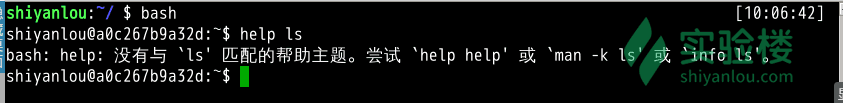 shiyanlou:~/ $ bash [10:06:42]
shiyanlou@a0c267b9a32d:~$ help ls
bash: help: 没有与 `ls' 匹配的帮助主题。尝试 `help help' 或 `man -k ls' 或 `info ls'。
shiyanlou@a0c267b9a32d:~$
实验楼
shiyanlou.com